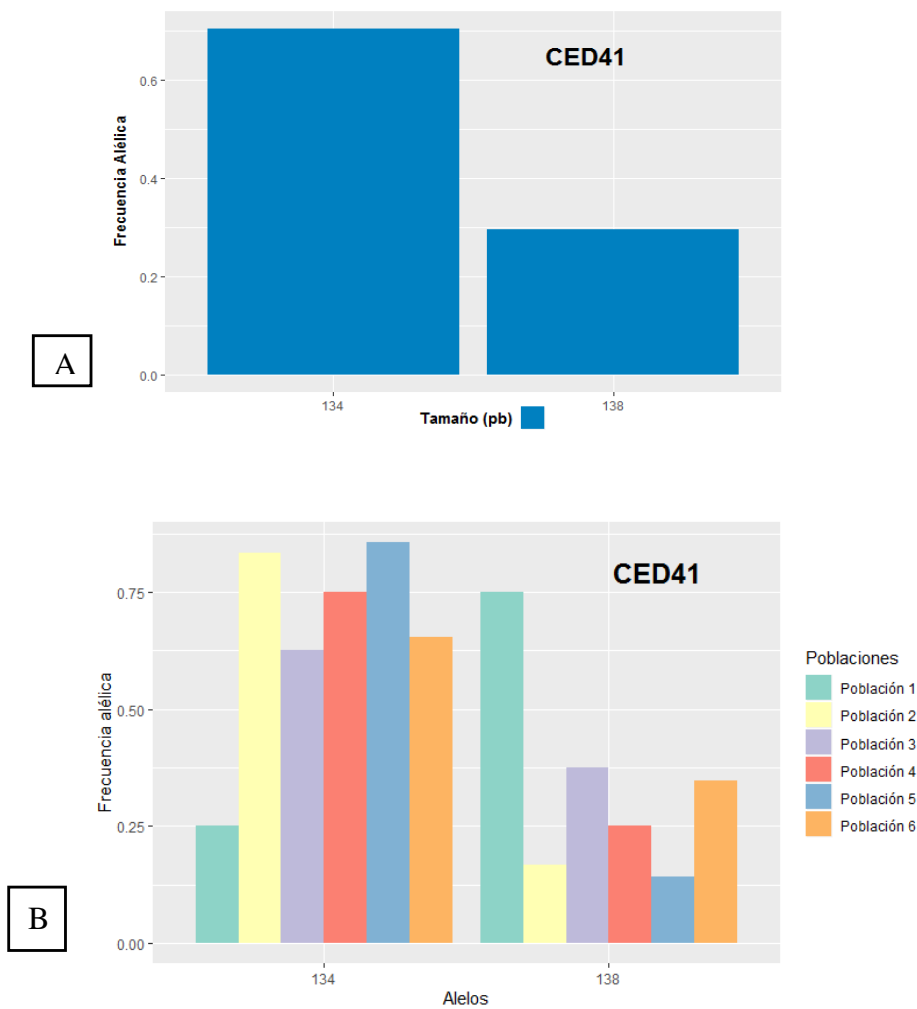 CED41
Frecuencia Alélica
0.6
0.4
0.2
0.0
134 138
Tamaño (pb)
A
CED41
Frecuencia alélica
0.75
0.50
0.25
0.00
134 138
Alelos
Poblaciones
Población 1
Población 2
Población 3
Población 4
Población 5
Población 6
B